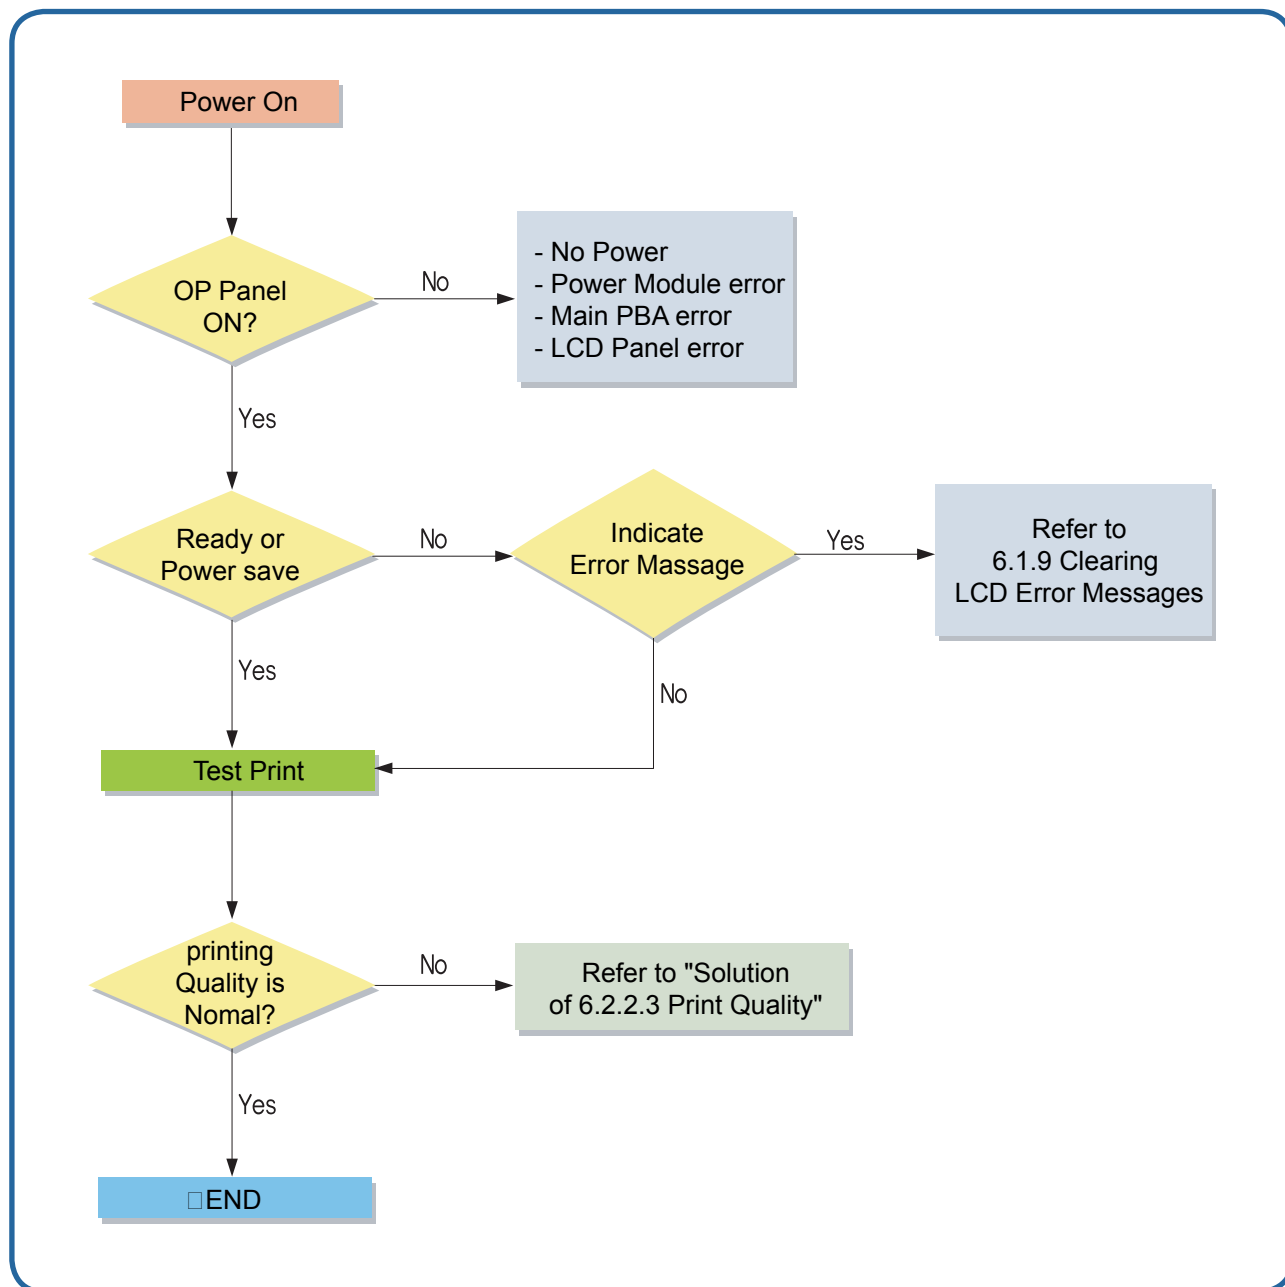 Power On
OP Panel
ON?
No
- No Power
- Power Module error
- Main PBA error
- LCD Panel error
Yes
Ready or
Power save
No
Indicate
Error Massage
Yes
Refer to
6.1.9 Clearing
LCD Error Messages
Yes
No
Test Print
printing
Quality is
Nomal?
No
Refer to "Solution
of 6.2.2.3 Print Quality"
Yes
□END